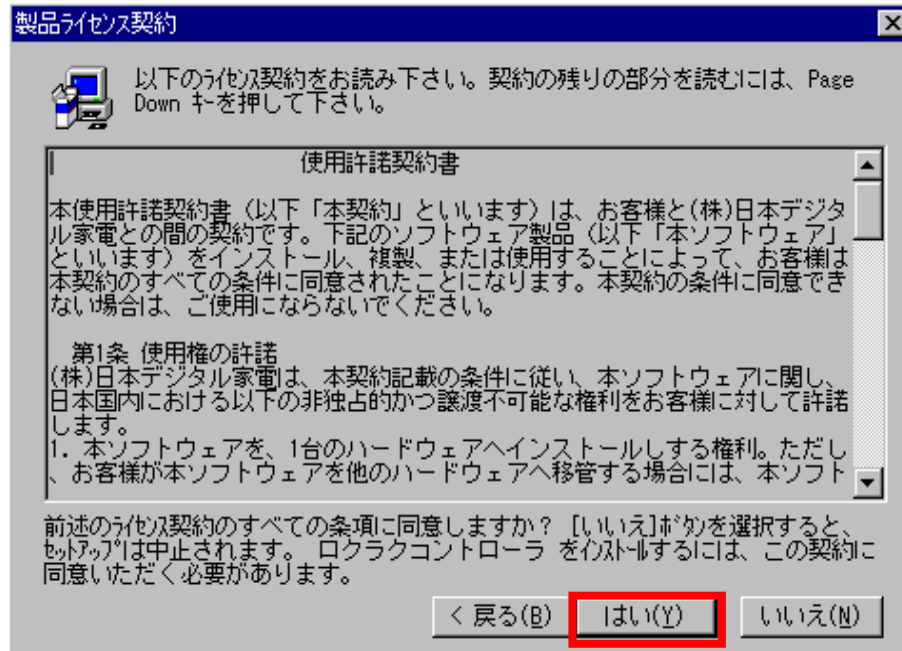 製品ライセンス契約
以下のライセンス契約をお読み下さい。契約の残りの部分を読むには、Page
Down キーを押して下さい。
使用許諾契約書
本使用許諾契約書（以下「本契約」といいます）は、お客様と(株)日本デジタ
ル家電との間の契約です。下記のソフトウェア製品（以下「本ソフトウェア」
といいます）をインストール、複製、または使用することによって、お客様は
本契約のすべての条件に同意されたことになります。本契約の条件に同意でき
ない場合は、ご使用にならないでください。
第1条 使用権の許諾
(株)日本デジタル家電は、本契約記載の条件に従い、本ソフトウェアに関し、
日本国内における以下の非独占的かつ譲渡不可能な権利をお客様に対して許諾
します。
1. 本ソフトウェアを、1台のハードウェアへインストールしする権利。ただし
、お客様が本ソフトウェアを他のハードウェアへ移管する場合には、本ソフト
前述のライセンス契約のすべての条項に同意しますか？ [いいえ]ボタンを選択すると、
セットアップは中止されます。 ロクラクコントローラ をインストールするには、この契約に
同意いただく必要があります。
< 戻る(B) はい(Y) いいえ(N)